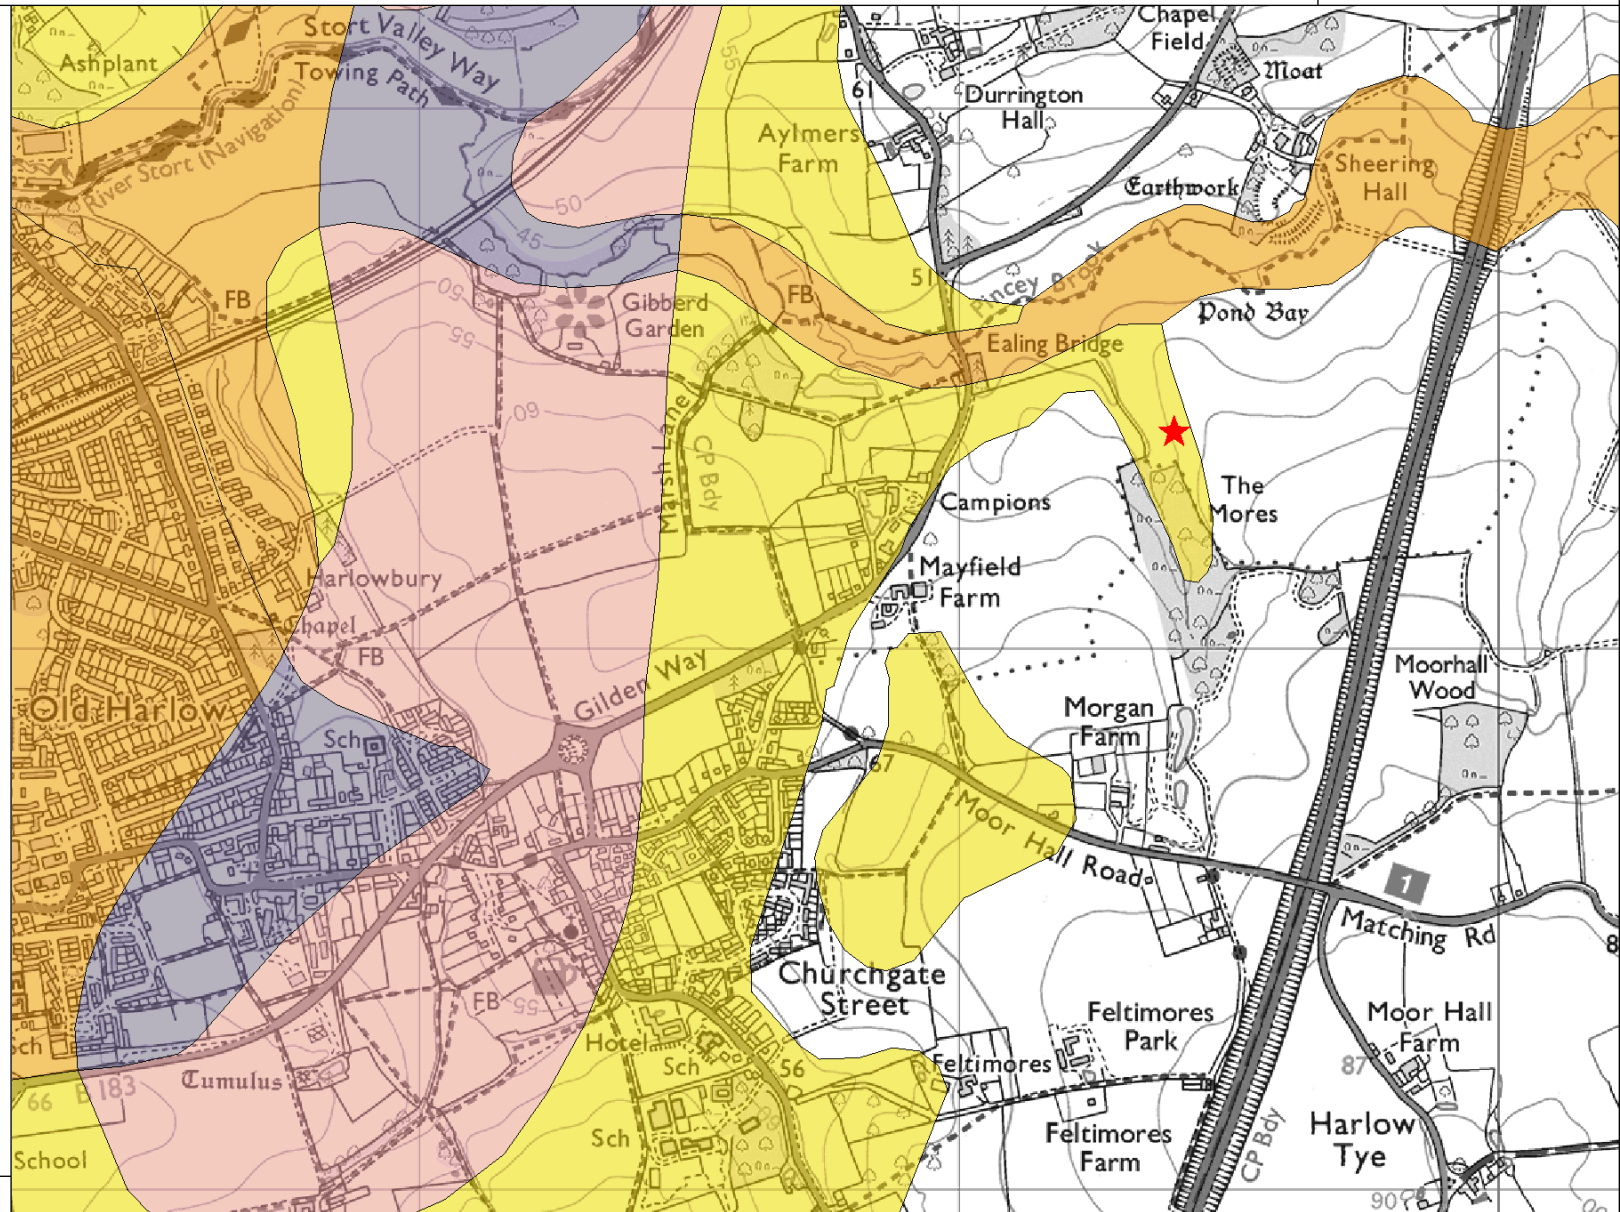 Ashplant
Stort Valley Way
Towing Path
River Stort (Navigation)
55
61
Aylmers
Farm
Durrington
Hall
Chapel
Field
Moat
Earthwork
Sheering
Hall
50
45
51
Pincey Brook
Pond Bay
FB
50
55
Gibberd
Garden
FB
Ealing Bridge
60
Marsh Lane
CP Bdy
Campions
The
Mores
Mayfield
Farm
Harlowbury
Chapel
FB
Old Harlow
Sch
Gilden Way
67
Morgan
Farm
Moorhall
Wood
Moor Hall Road
1
Matching Rd
8
Churchgate
Street
FB
55
Hotel
Sch
56
Feltimores
Park
Feltimores
Moor Hall
Farm
87
Sch
Tumulus
66
B 183
School
Sch
Feltimores
Farm
CP Bdy
Harlow
Tye
90